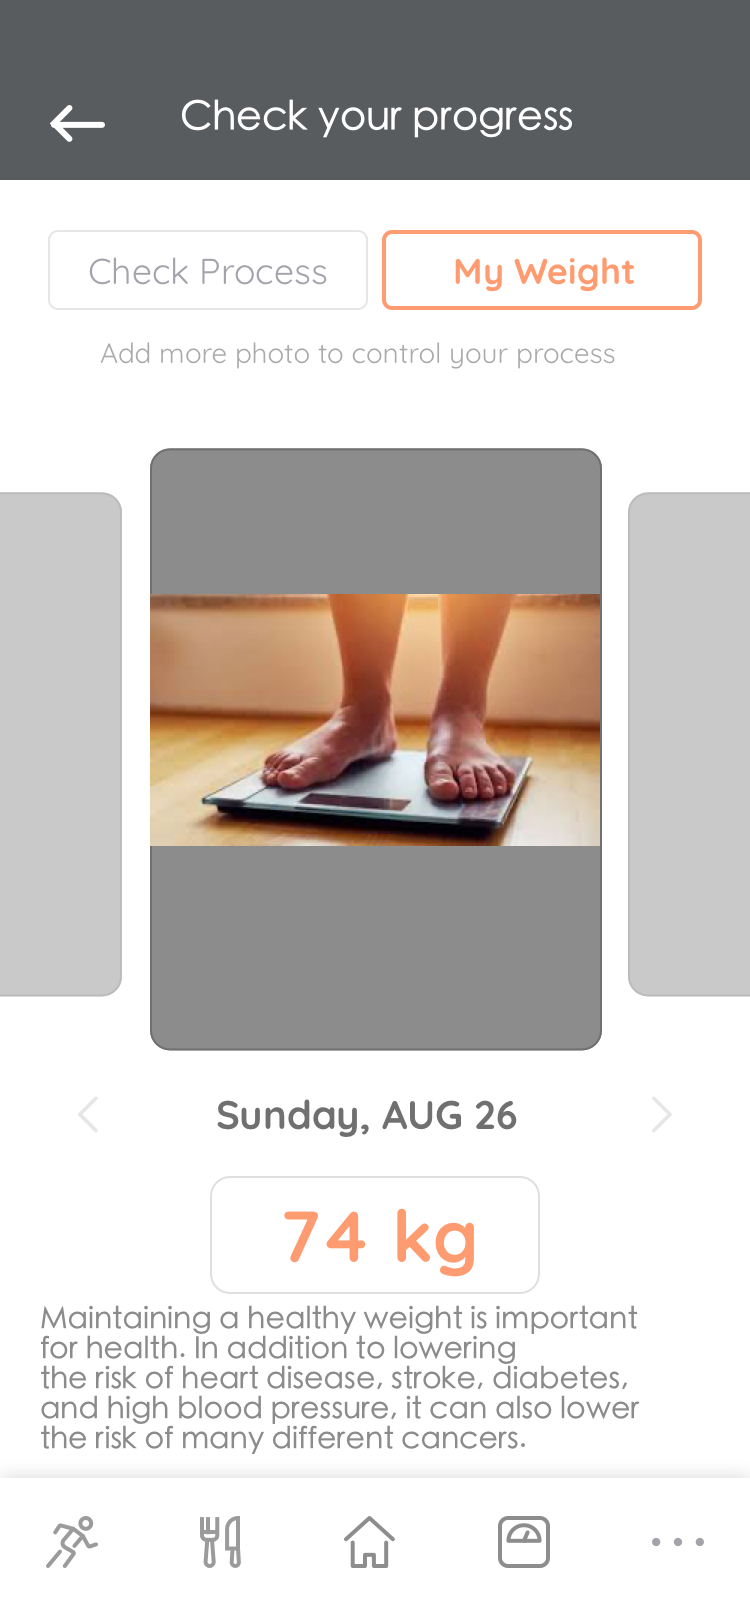 Check your progress
Check Process
My Weight
Add more photo to control your process
Sunday, AUG 26
74 kg
Maintaining a healthy weight is important
for health. In addition to lowering
the risk of heart disease, stroke, diabetes,
and high blood pressure, it can also lower
the risk of many different cancers.